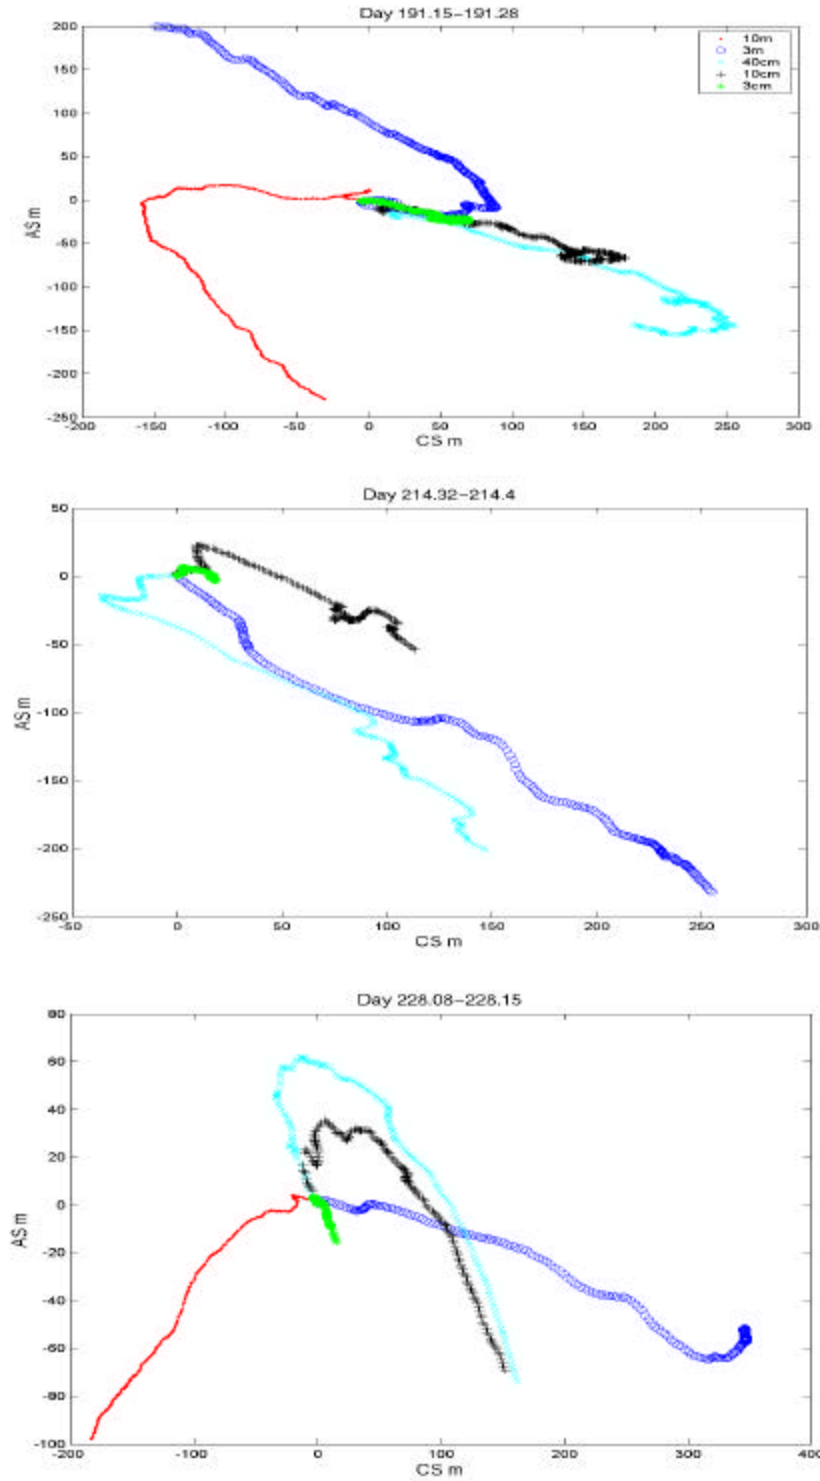 Day 191.15−191.28
200
150
100
50
0
-50
-100
-150
-200
-250
AS m
10m
3m
40cm
10cm
3cm
-200 -150 -100 -50 0 50 100 150 200 250 300
CS m
Day 214.32−214.4
50
0
-50
-100
-150
-200
-250
AS m
-50 0 50 100 150 200 250 300
CS m
Day 228.08−228.15
80
60
40
20
0
-20
-40
-60
-80
-100
AS m
-200 -100 0 100 200 300 400
CS m